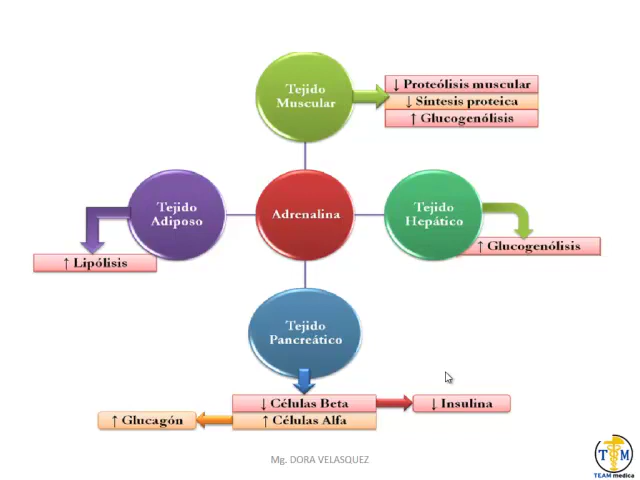 Tejido
Muscular
↓ Proteólisis muscular
↓ Síntesis proteica
↑ Glucogenólisis
Tejido
Adiposo
Adrenalina
Tejido
Hepático
↑ Lipólisis
↑ Glucogenólisis
Tejido
Pancreático
↓ Células Beta
↓ Insulina
↑ Glucagón
↑ Células Alfa
Mg. DORA VELASQUEZ
T M
TEAM medica